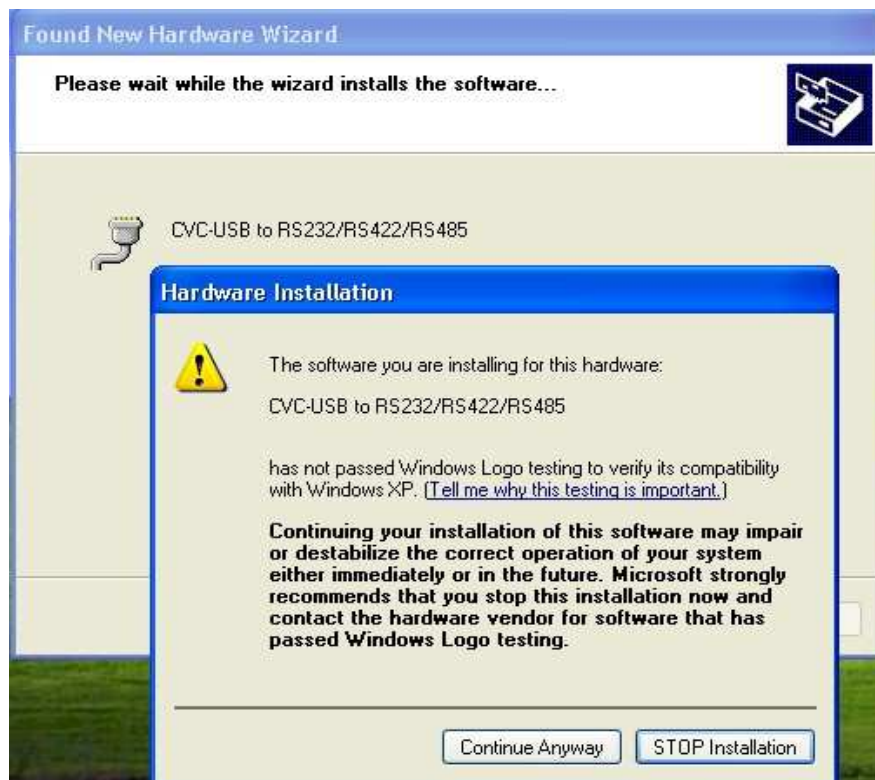 Found New Hardware Wizard
Please wait while the wizard installs the software...
CVC-USB to RS232/RS422/RS485
Hardware Installation
The software you are installing for this hardware:
CVC-USB to RS232/RS422/RS485
has not passed Windows Logo testing to verify its compatibility
with Windows XP. (Tell me why this testing is important.)
Continuing your installation of this software may impair
or destabilize the correct operation of your system
either immediately or in the future. Microsoft strongly
recommends that you stop this installation now and
contact the hardware vendor for software that has
passed Windows Logo testing.
Continue Anyway STOP Installation